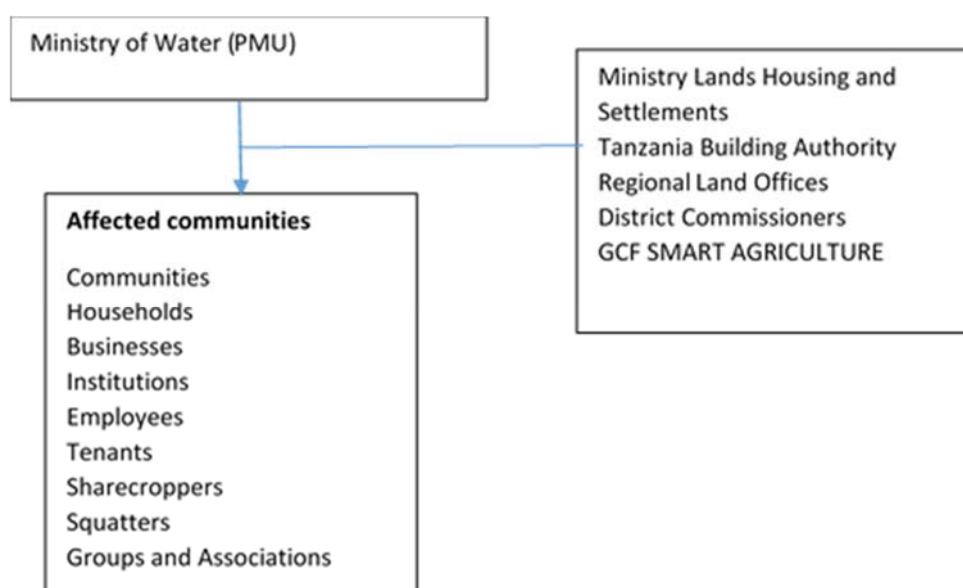 Ministry of Water (PMU)
Ministry Lands Housing and
Settlements
Tanzania Building Authority
Regional Land Offices
District Commissioners
GCF SMART AGRICULTURE
Affected communities
Communities
Households
Businesses
Institutions
Employees
Tenants
Sharecroppers
Squatters
Groups and Associations